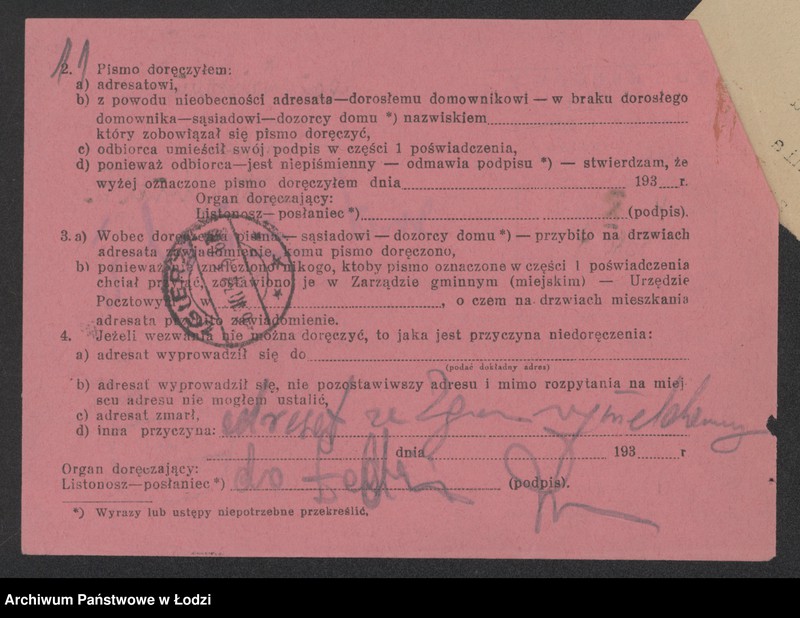 2. Pismo doręczyłem:
a) adresatowi,
b) z powodu nieobecności adresata—dorosłemu domownikowi — w braku dorosłego
domownika—sąsiadowi—dozorcy domu *) nazwiskiem
który zobowiązał się pismo doręczyć,
c) odbiorca umieścił swój podpis w części 1 poświadczenia,
d) ponieważ odbiorca—jest niepiśmienny — odmawia podpisu *) — stwierdzam, że
wyżej oznaczone pismo doręczyłem dnia 193 r.
Organ doręczający:
Listonosz—posłaniec *) (podpis).
3. a) Wobec doręczenia pisma — sąsiadowi — dozorcy domu *) — przybito na drzwiach
adresata zawiadomienie, komu pismo doręczono,
b) ponieważ nie znaleziono nikogo, ktoby pismo oznaczone w części 1 poświadczenia
chciał przyjąć, zostawiono je w Zarządzie gminnym (miejskim) — Urzędzie
Pocztowym w , o czem na drzwiach mieszkania
adresata przybito zawiadomienie.
4. Jeżeli wezwania nie można doręczyć, to jaka jest przyczyna niedoręczenia:
a) adresat wyprowadził się do
(podać dokładny adres)
b) adresat wyprowadził się, nie pozostawiwszy adresu i mimo rozpytania na miej
scu adresu nie mogłem ustalić,
c) adresat zmarł,
d) inna przyczyna: adresat ze
dnia 193 r
Organ doręczający:
Listonosz—posłaniec *) do (podpis).
*) Wyrazy lub ustępy niepotrzebne przekreślić.
ZGIERZ
Archiwum Państwowe w Łodzi